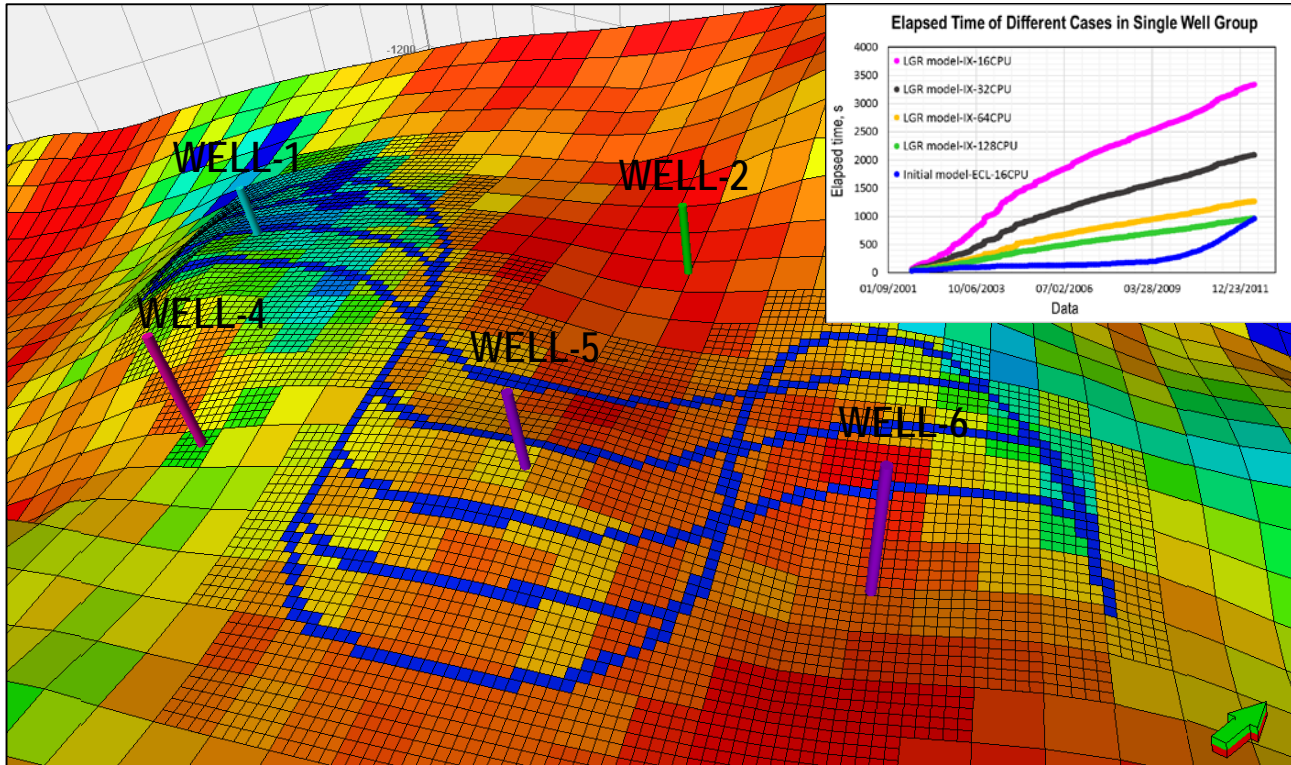 -1200
WELL-1
WELL-2
WELL-4
WELL-5
WELL-6
Elapsed Time of Different Cases in Single Well Group
Elapsed time, s
4000
3500
3000
2500
2000
1500
1000
500
0
LGR model-IX-16CPU
LGR model-IX-32CPU
LGR model-IX-64CPU
LGR model-IX-128CPU
Initial model-ECL-16CPU
01/09/2001 10/06/2003 07/02/2006 03/28/2009 12/23/2011
Data